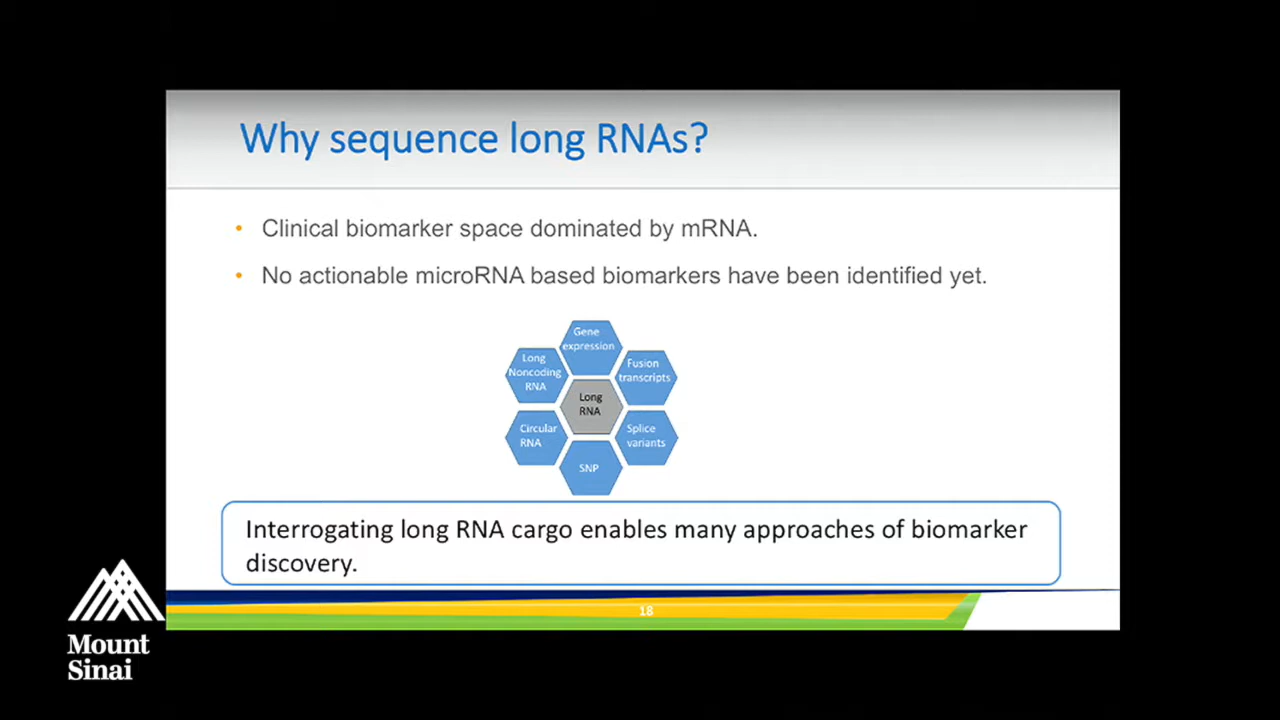 Why sequence long RNAs?
• Clinical biomarker space dominated by mRNA.
• No actionable microRNA based biomarkers have been identified yet.
Gene
expression
Long
Noncoding
RNA
Fusion
transcripts
Long
RNA
Circular
RNA
Splice
variants
SNP
Interrogating long RNA cargo enables many approaches of biomarker
discovery.
18
Mount
Sinai